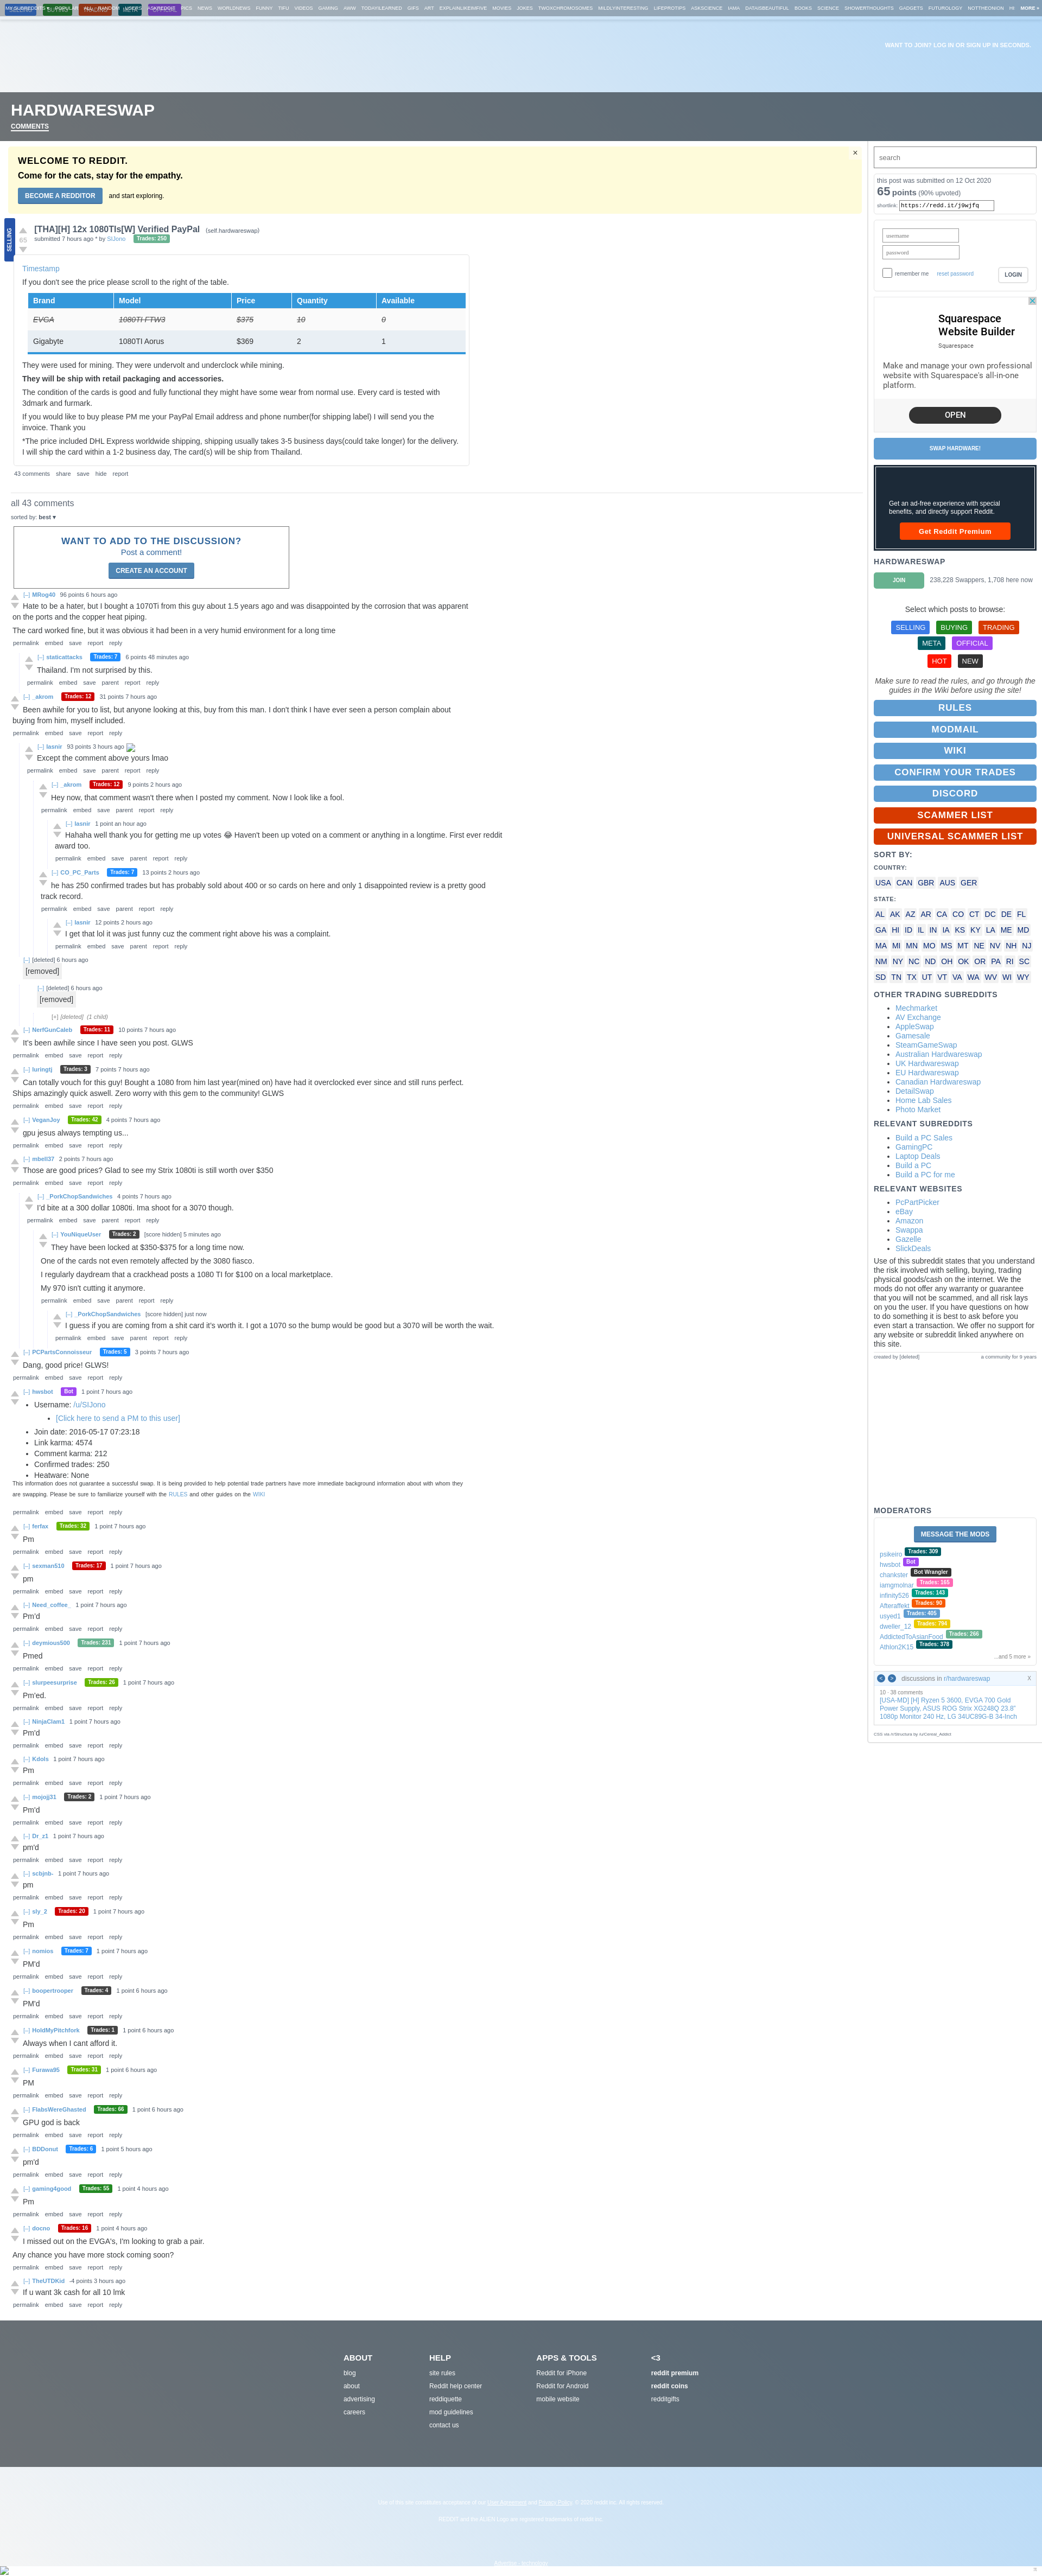 MY SUBREDDITS ▾ POPULAR - ALL - RANDOM - USERS | ASKREDDIT - PICS - NEWS - WORLDNEWS - FUNNY - TIFU - VIDEOS - GAMING - AWW - TODAYILEARNED - GIFS - ART - EXPLAINLIKEIMFIVE - MOVIES - JOKES - TWOXCHROMOSOMES - MILDLYINTERESTING - LIFEPROTIPS - ASKSCIENCE - IAMA - DATAISBEAUTIFUL - BOOKS - SCIENCE - SHOWERTHOUGHTS - GADGETS - FUTUROLOGY - NOTTHEONION - HI MORE »
WANT TO JOIN? LOG IN OR SIGN UP IN SECONDS.
HARDWARESWAP
COMMENTS
WELCOME TO REDDIT.
Come for the cats, stay for the empathy.
BECOME A REDDITOR and start exploring.
×
SELLING
65
[THA][H] 12x 1080TIs[W] Verified PayPal (self.hardwareswap)
submitted 7 hours ago * by SIJono Trades: 250
Timestamp
If you don't see the price please scroll to the right of the table.
Brand Model Price Quantity Available
EVGA 1080TI FTW3 $375 10 0
Gigabyte 1080TI Aorus $369 2 1
They were used for mining. They were undervolt and underclock while mining.
They will be ship with retail packaging and accessories.
The condition of the cards is good and fully functional they might have some wear from normal use. Every card is tested with
3dmark and furmark.
If you would like to buy please PM me your PayPal Email address and phone number(for shipping label) I will send you the
invoice. Thank you
*The price included DHL Express worldwide shipping, shipping usually takes 3-5 business days(could take longer) for the delivery.
I will ship the card within a 1-2 business day, The card(s) will be ship from Thailand.
43 comments share save hide report
all 43 comments
sorted by: best ▾
WANT TO ADD TO THE DISCUSSION?
Post a comment!
CREATE AN ACCOUNT
[–] MRog40 96 points 6 hours ago
Hate to be a hater, but I bought a 1070Ti from this guy about 1.5 years ago and was disappointed by the corrosion that was apparent
on the ports and the copper heat piping.
The card worked fine, but it was obvious it had been in a very humid environment for a long time
permalink embed save report reply
[–] staticattacks Trades: 7 6 points 48 minutes ago
Thailand. I'm not surprised by this.
permalink embed save parent report reply
[–] _akrom Trades: 12 31 points 7 hours ago
Been awhile for you to list, but anyone looking at this, buy from this man. I don't think I have ever seen a person complain about
buying from him, myself included.
permalink embed save report reply
[–] lasnir 93 points 3 hours ago
Except the comment above yours lmao
permalink embed save parent report reply
[–] _akrom Trades: 12 9 points 2 hours ago
Hey now, that comment wasn't there when I posted my comment. Now I look like a fool.
permalink embed save parent report reply
[–] lasnir 1 point an hour ago
Hahaha well thank you for getting me up votes 😂 Haven't been up voted on a comment or anything in a longtime. First ever reddit
award too.
permalink embed save parent report reply
[–] CO_PC_Parts Trades: 7 13 points 2 hours ago
he has 250 confirmed trades but has probably sold about 400 or so cards on here and only 1 disappointed review is a pretty good
track record.
permalink embed save parent report reply
[–] lasnir 12 points 2 hours ago
I get that lol it was just funny cuz the comment right above his was a complaint.
permalink embed save parent report reply
[–] [deleted] 6 hours ago
[removed]
[–] [deleted] 6 hours ago
[removed]
[+] [deleted] (1 child)
[–] NerfGunCaleb Trades: 11 10 points 7 hours ago
It's been awhile since I have seen you post. GLWS
permalink embed save report reply
[–] luringtj Trades: 3 7 points 7 hours ago
Can totally vouch for this guy! Bought a 1080 from him last year(mined on) have had it overclocked ever since and still runs perfect.
Ships amazingly quick aswell. Zero worry with this gem to the community! GLWS
permalink embed save report reply
[–] VeganJoy Trades: 42 4 points 7 hours ago
gpu jesus always tempting us...
permalink embed save report reply
[–] mbell37 2 points 7 hours ago
Those are good prices? Glad to see my Strix 1080ti is still worth over $350
permalink embed save report reply
[–] _PorkChopSandwiches 4 points 7 hours ago
I'd bite at a 300 dollar 1080ti. Ima shoot for a 3070 though.
permalink embed save parent report reply
[–] YouNiqueUser Trades: 2 [score hidden] 5 minutes ago
They have been locked at $350-$375 for a long time now.
One of the cards not even remotely affected by the 3080 fiasco.
I regularly daydream that a crackhead posts a 1080 TI for $100 on a local marketplace.
My 970 isn't cutting it anymore.
permalink embed save parent report reply
[–] _PorkChopSandwiches [score hidden] just now
I guess if you are coming from a shit card it's worth it. I got a 1070 so the bump would be good but a 3070 will be worth the wait.
permalink embed save parent report reply
[–] PCPartsConnoisseur Trades: 5 3 points 7 hours ago
Dang, good price! GLWS!
permalink embed save report reply
[–] hwsbot Bot 1 point 7 hours ago
• Username: /u/SIJono
• [Click here to send a PM to this user]
• Join date: 2016-05-17 07:23:18
• Link karma: 4574
• Comment karma: 212
• Confirmed trades: 250
• Heatware: None
This information does not guarantee a successful swap. It is being provided to help potential trade partners have more immediate background information about with whom they
are swapping. Please be sure to familiarize yourself with the RULES and other guides on the WIKI
permalink embed save report reply
[–] ferfax Trades: 32 1 point 7 hours ago
Pm
permalink embed save report reply
[–] sexman510 Trades: 17 1 point 7 hours ago
pm
permalink embed save report reply
[–] Need_coffee_ 1 point 7 hours ago
Pm'd
permalink embed save report reply
[–] deymious500 Trades: 231 1 point 7 hours ago
Pmed
permalink embed save report reply
[–] slurpeesurprise Trades: 26 1 point 7 hours ago
Pm'ed.
permalink embed save report reply
[–] NinjaClam1 1 point 7 hours ago
Pm'd
permalink embed save report reply
[–] Kdols 1 point 7 hours ago
Pm
permalink embed save report reply
[–] mojojj31 Trades: 2 1 point 7 hours ago
Pm'd
permalink embed save report reply
[–] Dr_z1 1 point 7 hours ago
pm'd
permalink embed save report reply
[–] scbjnb- 1 point 7 hours ago
pm
permalink embed save report reply
[–] sly_2 Trades: 20 1 point 7 hours ago
Pm
permalink embed save report reply
[–] nomios Trades: 7 1 point 7 hours ago
PM'd
permalink embed save report reply
[–] boopertrooper Trades: 4 1 point 6 hours ago
PM'd
permalink embed save report reply
[–] HoldMyPitchfork Trades: 1 1 point 6 hours ago
Always when I cant afford it.
permalink embed save report reply
[–] Furawa95 Trades: 31 1 point 6 hours ago
PM
permalink embed save report reply
[–] FlabsWereGhasted Trades: 66 1 point 6 hours ago
GPU god is back
permalink embed save report reply
[–] BDDonut Trades: 6 1 point 5 hours ago
pm'd
permalink embed save report reply
[–] gaming4good Trades: 55 1 point 4 hours ago
Pm
permalink embed save report reply
[–] docno Trades: 16 1 point 4 hours ago
I missed out on the EVGA's, I'm looking to grab a pair.
Any chance you have more stock coming soon?
permalink embed save report reply
[–] TheUTDKid -4 points 3 hours ago
If u want 3k cash for all 10 lmk
permalink embed save report reply
search
this post was submitted on 12 Oct 2020
65 points (90% upvoted)
shortlink: https://redd.it/j9wjfq
username
password
remember me reset password LOGIN
Squarespace
Website Builder
Squarespace
Make and manage your own professional
website with Squarespace's all-in-one
platform.
OPEN
SWAP HARDWARE!
Get an ad-free experience with special
benefits, and directly support Reddit.
Get Reddit Premium
HARDWARESWAP
JOIN 238,228 Swappers, 1,708 here now
Select which posts to browse:
SELLING BUYING TRADING
META OFFICIAL
HOT NEW
Make sure to read the rules, and go through the
guides in the Wiki before using the site!
RULES
MODMAIL
WIKI
CONFIRM YOUR TRADES
DISCORD
SCAMMER LIST
UNIVERSAL SCAMMER LIST
SORT BY:
COUNTRY:
USA CAN GBR AUS GER
STATE:
AL AK AZ AR CA CO CT DC DE FL
GA HI ID IL IN IA KS KY LA ME MD
MA MI MN MO MS MT NE NV NH NJ
NM NY NC ND OH OK OR PA RI SC
SD TN TX UT VT VA WA WV WI WY
OTHER TRADING SUBREDDITS
• Mechmarket
• AV Exchange
• AppleSwap
• Gamesale
• SteamGameSwap
• Australian Hardwareswap
• UK Hardwareswap
• EU Hardwareswap
• Canadian Hardwareswap
• DetailSwap
• Home Lab Sales
• Photo Market
RELEVANT SUBREDDITS
• Build a PC Sales
• GamingPC
• Laptop Deals
• Build a PC
• Build a PC for me
RELEVANT WEBSITES
• PcPartPicker
• eBay
• Amazon
• Swappa
• Gazelle
• SlickDeals
Use of this subreddit states that you understand
the risk involved with selling, buying, trading
physical goods/cash on the internet. We the
mods do not offer any warranty or guarantee
that you will not be scammed, and all risk lays
on you the user. If you have questions on how
to do something it is best to ask before you
even start a transaction. We offer no support for
any website or subreddit linked anywhere on
this site.
created by [deleted] a community for 9 years
MODERATORS
MESSAGE THE MODS
psikeiro Trades: 309
hwsbot Bot
chankster Bot Wrangler
iamgmolnar Trades: 165
infinity526 Trades: 143
Afteraffekt Trades: 90
usyed1 Trades: 405
dweller_12 Trades: 794
AddictedToAsianFood Trades: 266
Athlon2K15 Trades: 378
...and 5 more »
< > discussions in r/hardwareswap X
10 · 38 comments
[USA-MD] [H] Ryzen 5 3600, EVGA 700 Gold
Power Supply, ASUS ROG Strix XG248Q 23.8"
1080p Monitor 240 Hz, LG 34UC89G-B 34-Inch
ABOUT
blog
about
advertising
careers
HELP
site rules
Reddit help center
reddiquette
mod guidelines
contact us
APPS & TOOLS
Reddit for iPhone
Reddit for Android
mobile website
<3
reddit premium
reddit coins
redditgifts